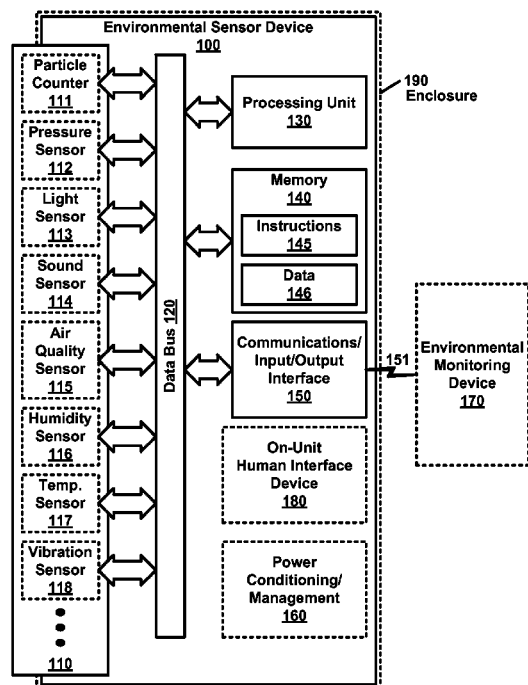 Environmental Sensor Device
100
Particle
Counter
111
Pressure
Sensor
112
Light
Sensor
113
Sound
Sensor
114
Air
Quality
Sensor
115
Humidity
Sensor
116
Temp.
Sensor
117
Vibration
Sensor
118
110
Data Bus 120
Processing Unit
130
Memory
140
Instructions
145
Data
146
Communications/
Input/Output
Interface
150
On-Unit
Human Interface
Device
180
Power
Conditioning/
Management
160
190
Enclosure
151
Environmental
Monitoring
Device
170